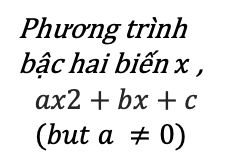 Phương trình
bậc hai biến x ,
ax2 + bx + c
(but a ≠ 0)